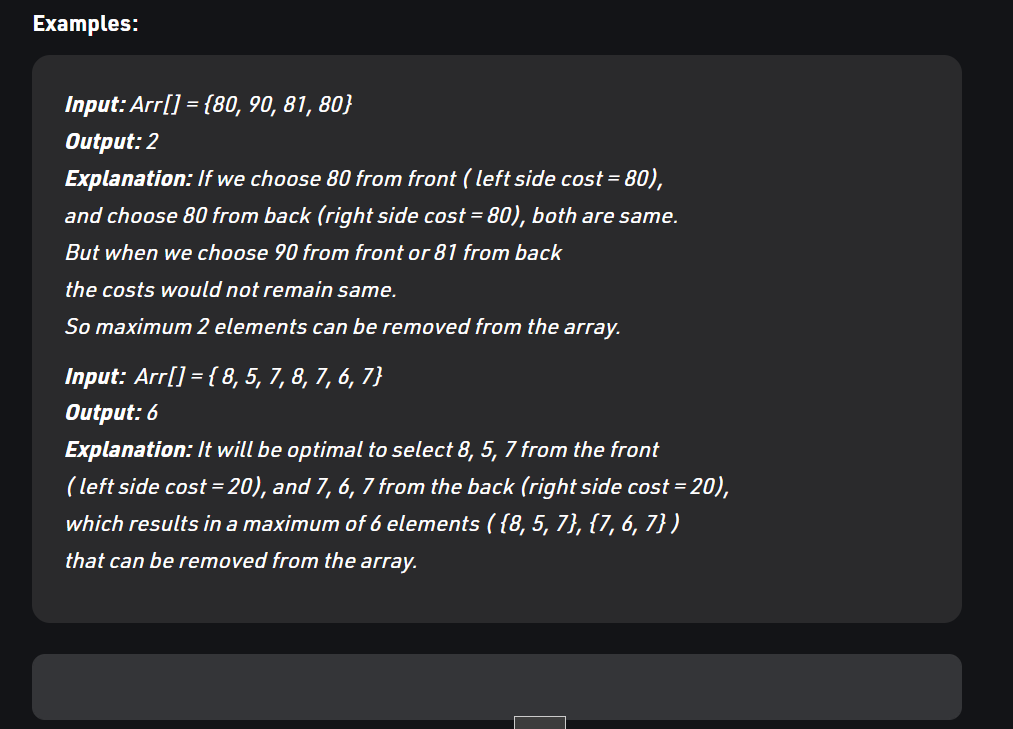 Examples:
Input: Arr[] = {80, 90, 81, 80}
Output: 2
Explanation: If we choose 80 from front ( left side cost = 80),
and choose 80 from back (right side cost = 80), both are same.
But when we choose 90 from front or 81 from back
the costs would not remain same.
So maximum 2 elements can be removed from the array.
Input: Arr[] = { 8, 5, 7, 8, 7, 6, 7}
Output: 6
Explanation: It will be optimal to select 8, 5, 7 from the front
( left side cost = 20), and 7, 6, 7 from the back (right side cost = 20),
which results in a maximum of 6 elements ( {8, 5, 7}, {7, 6, 7} )
that can be removed from the array.